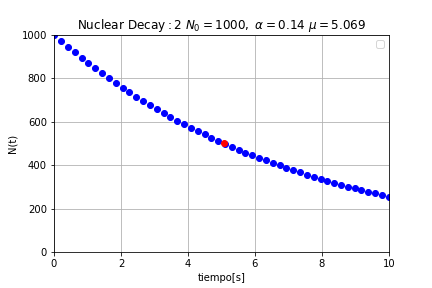 Nuclear Decay : 2 N₀ = 1000, α = 0.14 μ = 5.069
1000
800
600
400
200
0
N(t)
0 2 4 6 8 10
tiempo[s]